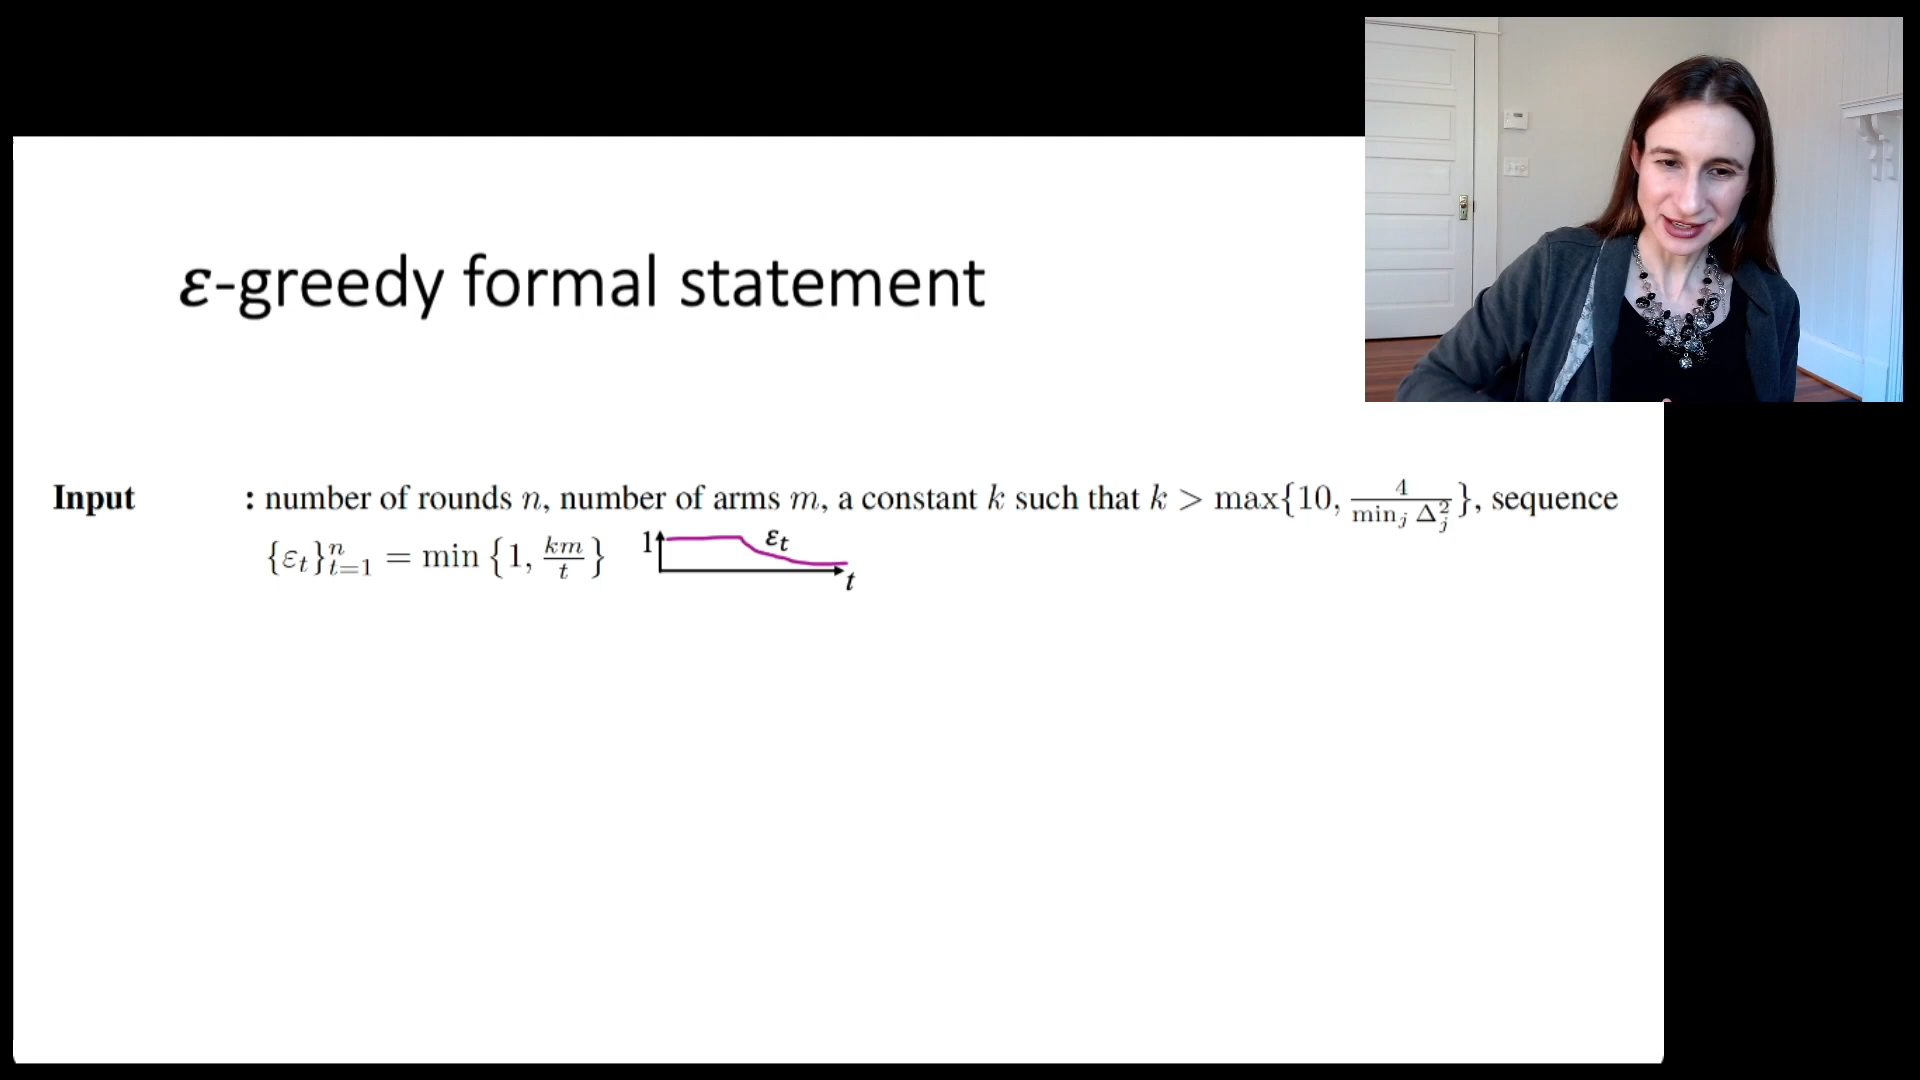 ε-greedy formal statement
Input : number of rounds n, number of arms m, a constant k such that k > max{10, 4/min_j Δ_j^2}, sequence
{ε_t}_{t=1}^n = min {1, km/t} 1 ε_t t